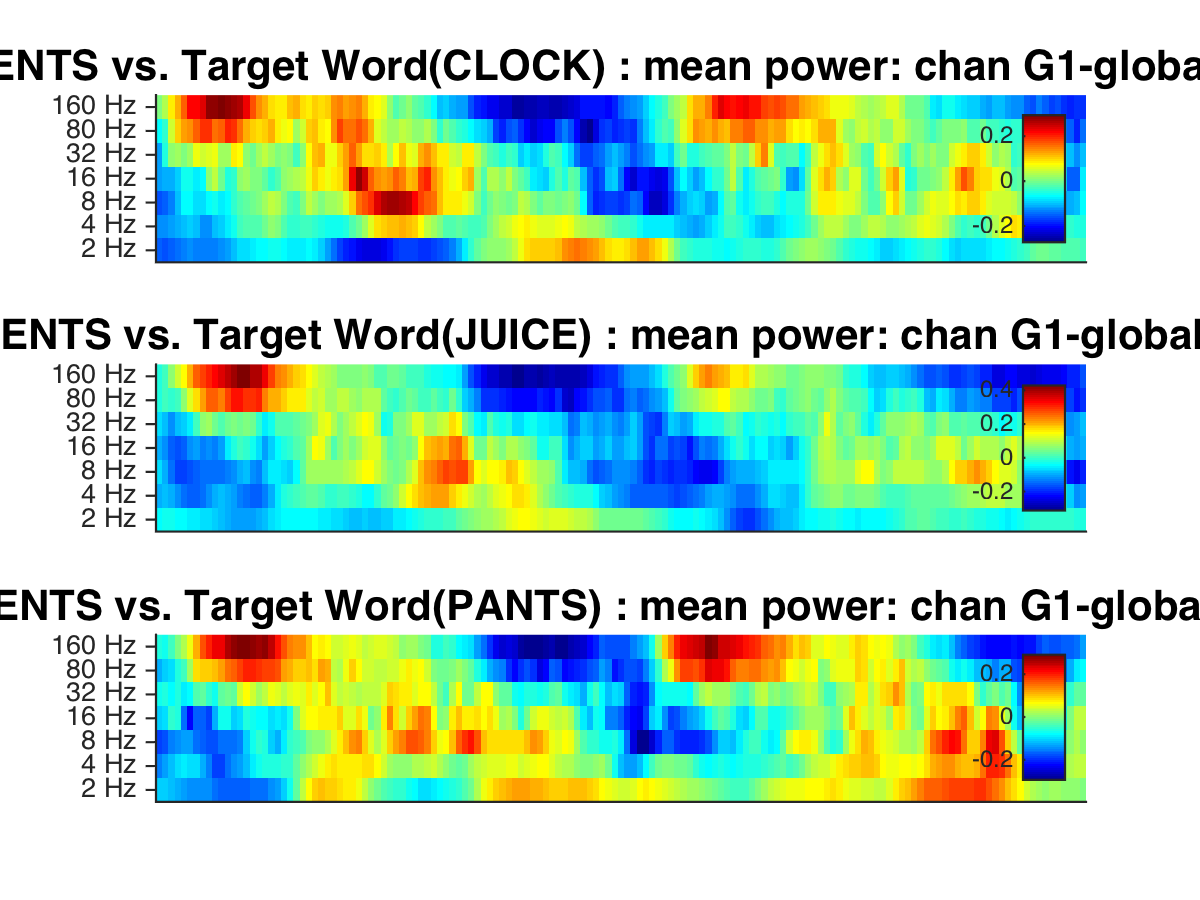 ENTS vs. Target Word(CLOCK) : mean power: chan G1-globa
160 Hz
80 Hz
32 Hz
16 Hz
8 Hz
4 Hz
2 Hz
0.2
0
-0.2
ENTS vs. Target Word(JUICE) : mean power: chan G1-global
160 Hz
80 Hz
32 Hz
16 Hz
8 Hz
4 Hz
2 Hz
0.4
0.2
0
-0.2
ENTS vs. Target Word(PANTS) : mean power: chan G1-globa
160 Hz
80 Hz
32 Hz
16 Hz
8 Hz
4 Hz
2 Hz
0.2
0
-0.2